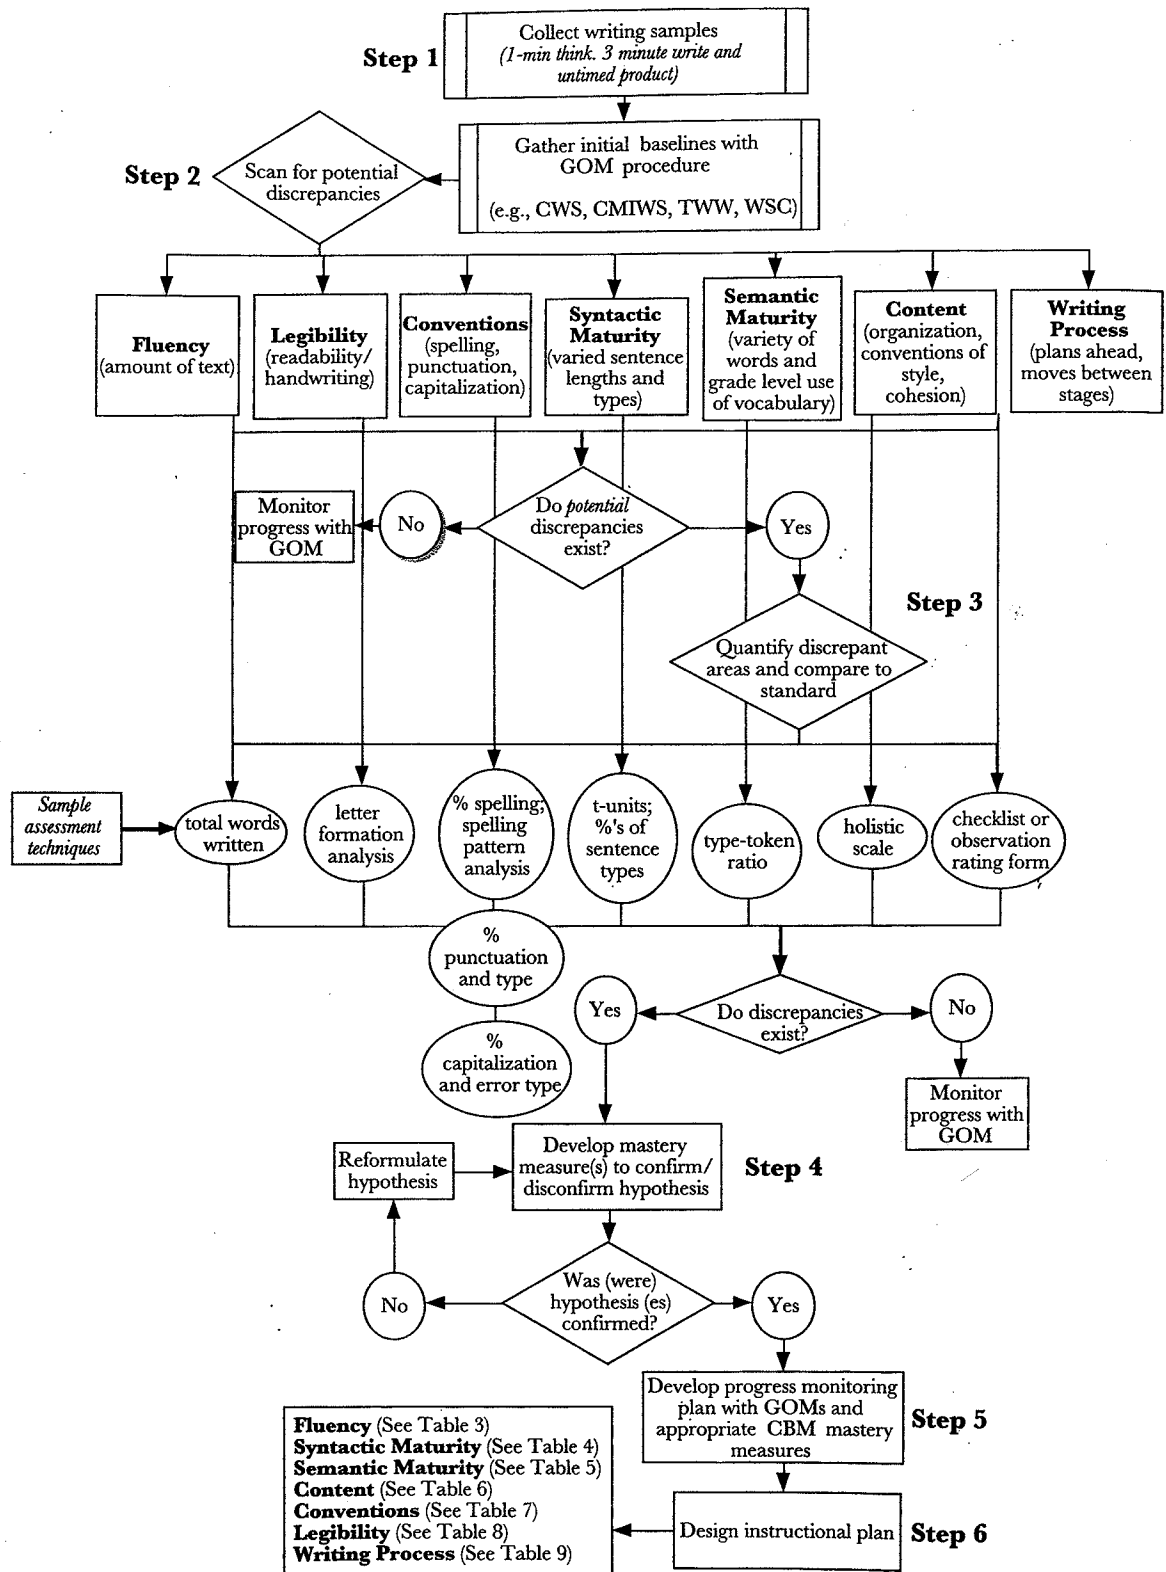 Step 1
Collect writing samples
(1-min think. 3 minute write and
untimed product)
Gather initial baselines with
GOM procedure
(e.g., CWS, CMIWS, TWW, WSC)
Step 2
Scan for potential
discrepancies
Fluency
(amount of text)
Legibility
(readability/
handwriting)
Conventions
(spelling,
punctuation,
capitalization)
Syntactic
Maturity
(varied sentence
lengths and
types)
Semantic
Maturity
(variety of
words and
grade level use
of vocabulary)
Content
(organization,
conventions of
style,
cohesion)
Writing
Process
(plans ahead,
moves between
stages)
Monitor
progress with
GOM
No
Do potential
discrepancies
exist?
Yes
Step 3
Quantify discrepant
areas and compare to
standard
Sample
assessment
techniques
total words
written
letter
formation
analysis
% spelling;
spelling
pattern
analysis
t-units;
%'s of
sentence
types
type-token
ratio
holistic
scale
checklist or
observation
rating form
%
punctuation
and type
%
capitalization
and error type
Yes
Do discrepancies
exist?
No
Monitor
progress with
GOM
Reformulate
hypothesis
Develop mastery
measure(s) to confirm/
disconfirm hypothesis
Step 4
No
Was (were)
hypothesis (es)
confirmed?
Yes
Develop progress monitoring
plan with GOMs and
appropriate CBM mastery
measures
Step 5
Fluency (See Table 3)
Syntactic Maturity (See Table 4)
Semantic Maturity (See Table 5)
Content (See Table 6)
Conventions (See Table 7)
Legibility (See Table 8)
Writing Process (See Table 9)
Design instructional plan
Step 6